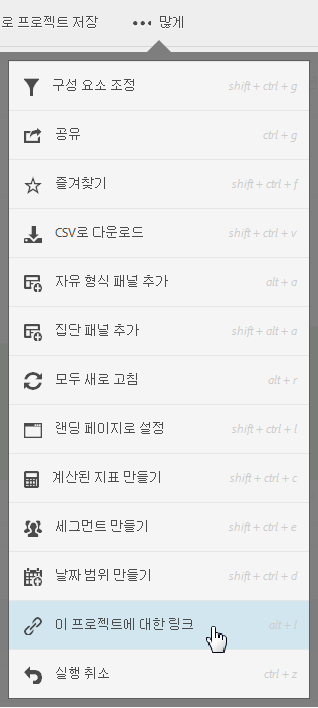 로 프로젝트 저장 ••• 많게
구성 요소 조정 shift + ctrl + g
공유 ctrl + g
즐겨찾기 shift + ctrl + f
CSV로 다운로드 shift + ctrl + v
자유 형식 패널 추가 alt + a
집단 패널 추가 shift + alt + a
모두 새로 고침 alt + r
랜딩 페이지로 설정 shift + ctrl + l
계산된 지표 만들기 shift + ctrl + c
세그먼트 만들기 shift + ctrl + e
날짜 범위 만들기 shift + ctrl + d
이 프로젝트에 대한 링크 alt + l
실행 취소 ctrl + z